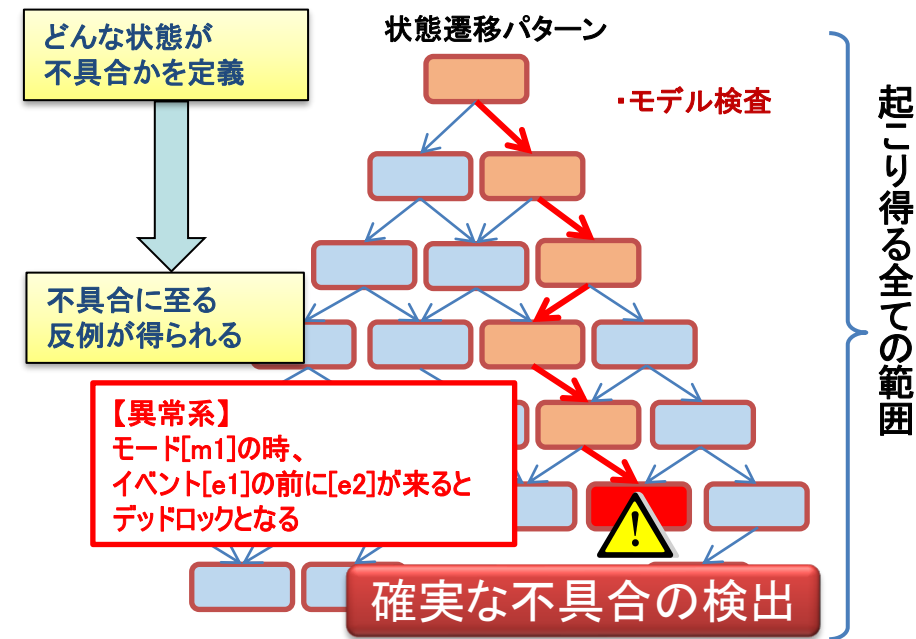 どんな状態が
不具合かを定義
状態遷移パターン
・モデル検査
起こり得る全ての範囲
不具合に至る
反例が得られる
【異常系】
モード[m1]の時、
イベント[e1]の前に[e2]が来ると
デッドロックとなる
!
確実な不具合の検出